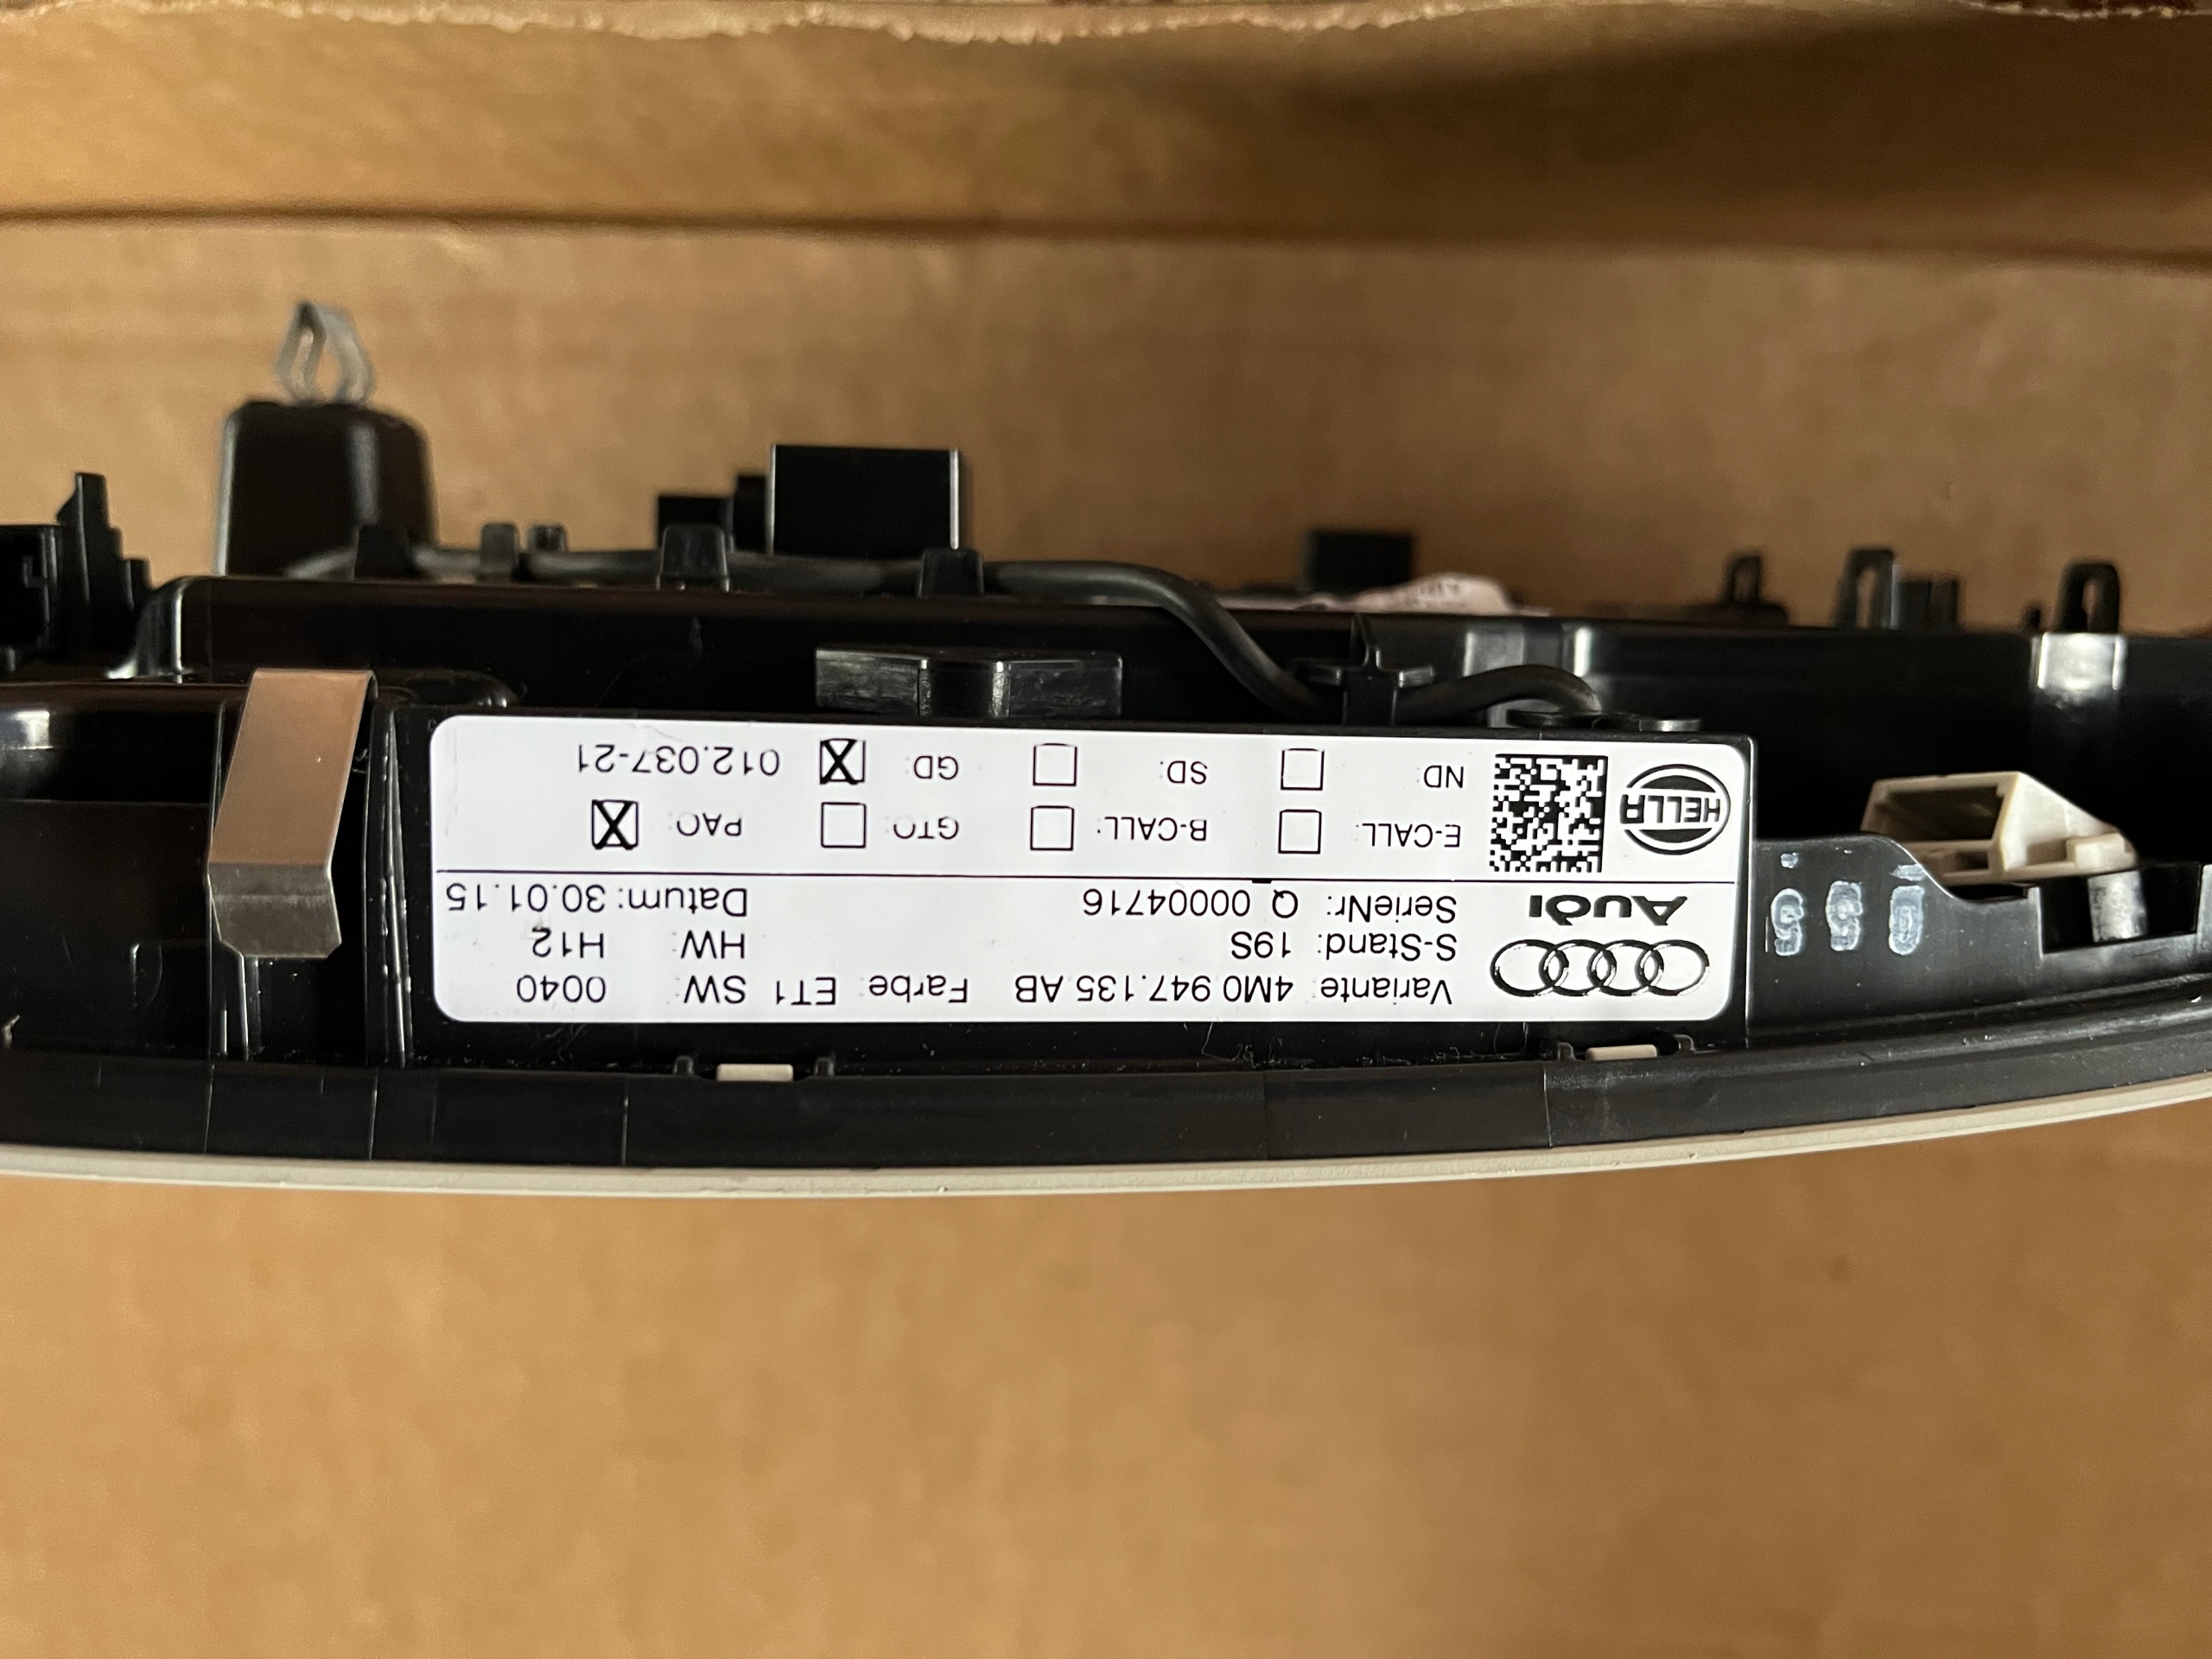 Variante: 4M0 947.135 AB Farbe: ET1 SW: 0040
S-Stand: 19S HW: H12
AUDI SerieNr: Q 00004716 Datum: 30.01.15
E-CALL: B-CALL: GTO: PAO: X
HELLA
ND: SD: GD: X 012.037-21